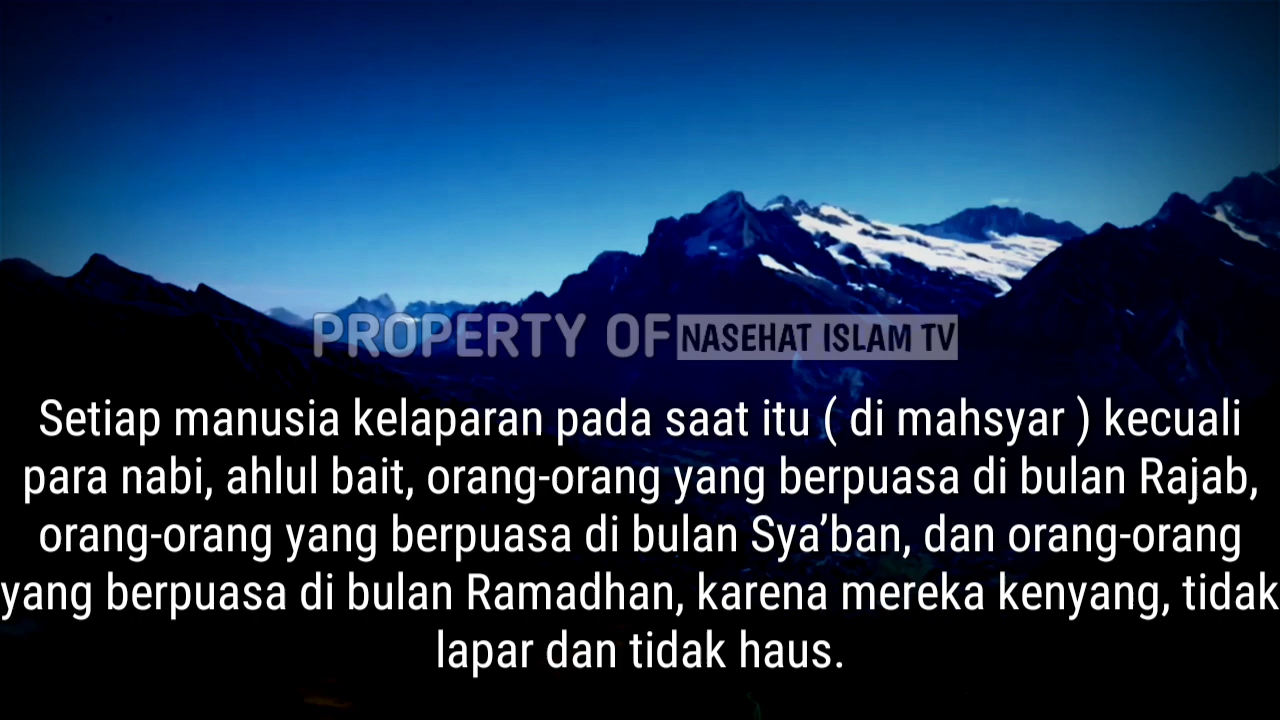 PROPERTY OF NASEHAT ISLAM TV
Setiap manusia kelaparan pada saat itu ( di mahsyar ) kecuali
para nabi, ahlul bait, orang-orang yang berpuasa di bulan Rajab,
orang-orang yang berpuasa di bulan Sya’ban, dan orang-orang
yang berpuasa di bulan Ramadhan, karena mereka kenyang, tidak
lapar dan tidak haus.